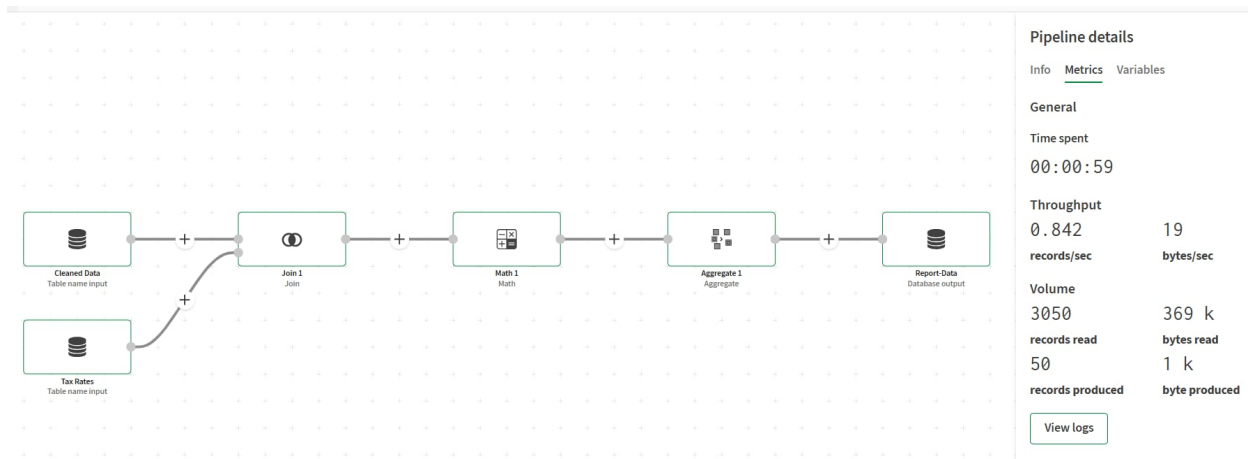 Cleaned Data
Table name input
Join 1
Join
Math 1
Math
Aggregate 1
Aggregate
Report-Data
Database output
Tax Rates
Table name input
Pipeline details
Info Metrics Variables
General
Time spent
00:00:59
Throughput
0.842 19
records/sec bytes/sec
Volume
3050 369 k
records read bytes read
50 1 k
records produced byte produced
View logs